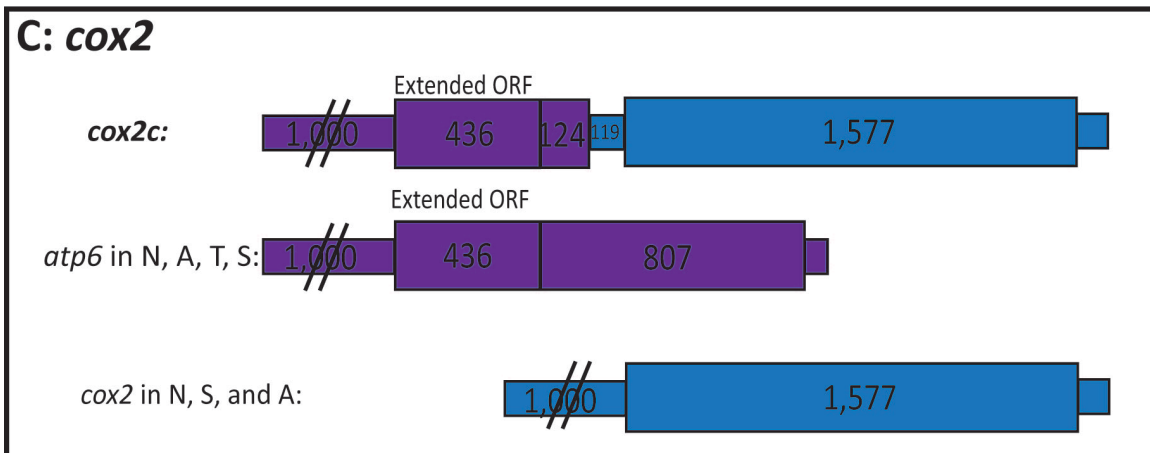 C: cox2
Extended ORF
cox2c: 1,000 436 124 119 1,577
Extended ORF
atp6 in N, A, T, S: 1,000 436 807
cox2 in N, S, and A: 1,000 1,577